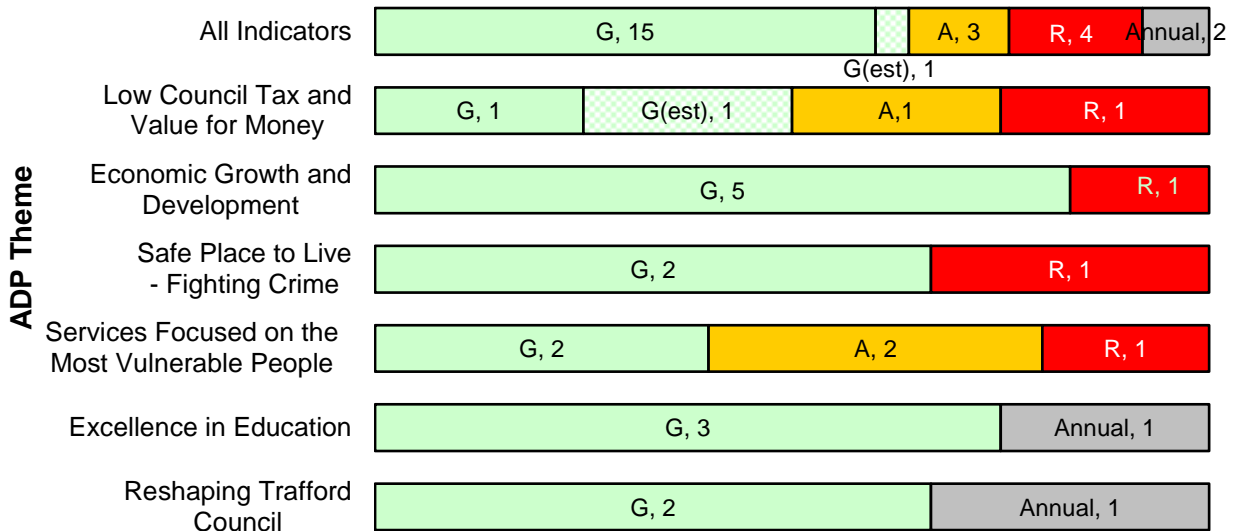 ADP Theme
All Indicators
G, 15
A, 3
R, 4
Annual, 2
G(est), 1
Low Council Tax and
Value for Money
G, 1
G(est), 1
A,1
R, 1
Economic Growth and
Development
G, 5
R, 1
Safe Place to Live
- Fighting Crime
G, 2
R, 1
Services Focused on the
Most Vulnerable People
G, 2
A, 2
R, 1
Excellence in Education
G, 3
Annual, 1
Reshaping Trafford
Council
G, 2
Annual, 1